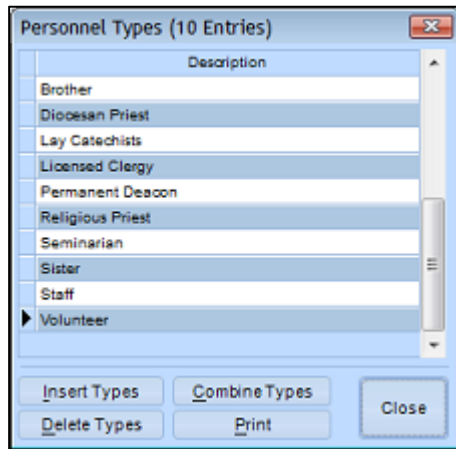 Personnel Types (10 Entries)
Description
Brother
Diocesan Priest
Lay Catechists
Licensed Clergy
Permanent Deacon
Religious Priest
Seminarian
Sister
Staff
Volunteer
Insert Types
Combine Types
Delete Types
Print
Close